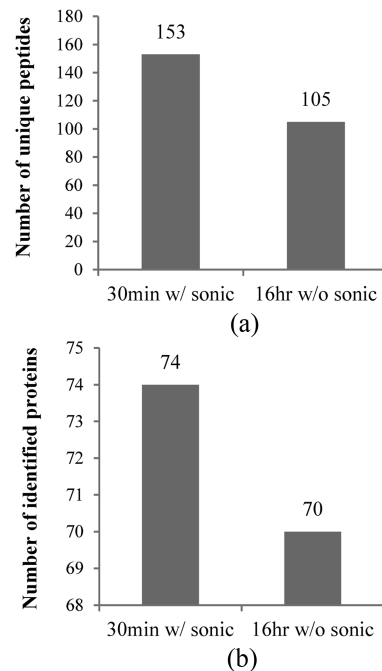 Number of unique peptides
180
160
140
120
100
80
60
40
20
0
153
105
30min w/ sonic
16hr w/o sonic
(a)
Number of identified proteins
75
74
73
72
71
70
69
68
74
70
30min w/ sonic
16hr w/o sonic
(b)